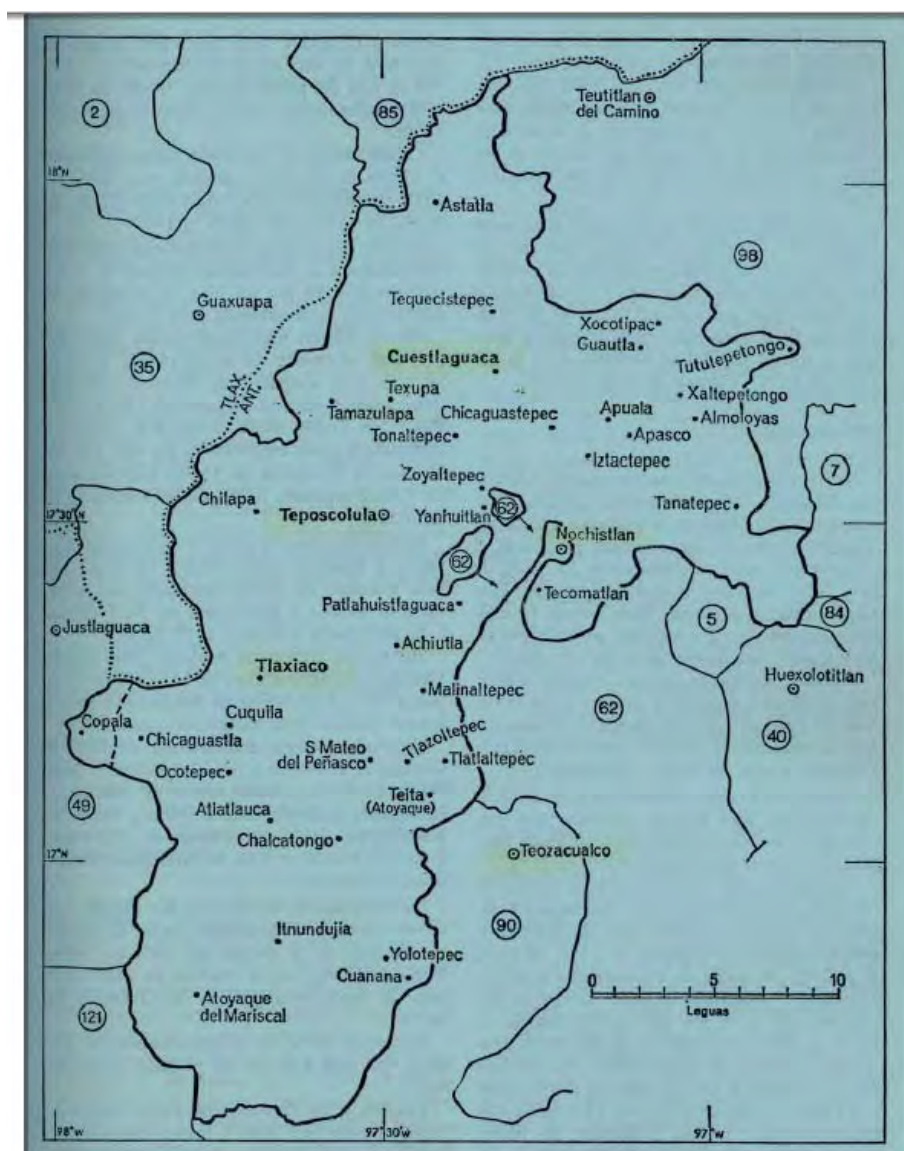 Teutitlan
del Camino
2
85
18°N
Astatla
98
Guaxuapa
Tequecistepec
Xocotipac
Guautla
Tututepetongo
35
Cuestlaguaca
TLAX
ANT.
Texupa
Xaltepetongo
Tamazulapa
Chicaguastepec
Apuala
Almoloyas
Tonaltepec
Apasco
Iztactepec
7
Zoyaltepec
Chilapa
Tanatepec
17°30'N
Teposcolula
Yanhuitlan
62
Nochistlan
62
Tecomatlan
Patlahuistlaguaca
5
84
Justlaguaca
Achiutla
Tlaxiaco
Huexolotitlan
Malinaltepec
62
Copala
Cuquila
40
Chicaguastla
S Mateo
del Peñasco
Tlazoltepec
Tlatlaltepec
Ocotepec
49
Teita
(Atoyaque)
Atlatlauca
Chalcatongo
17°N
Teozacualco
90
Itnundujia
Yolotepec
Cuanana
0 5 10
Leguas
Atoyaque
del Mariscal
121
98°W
97°30'W
97°W